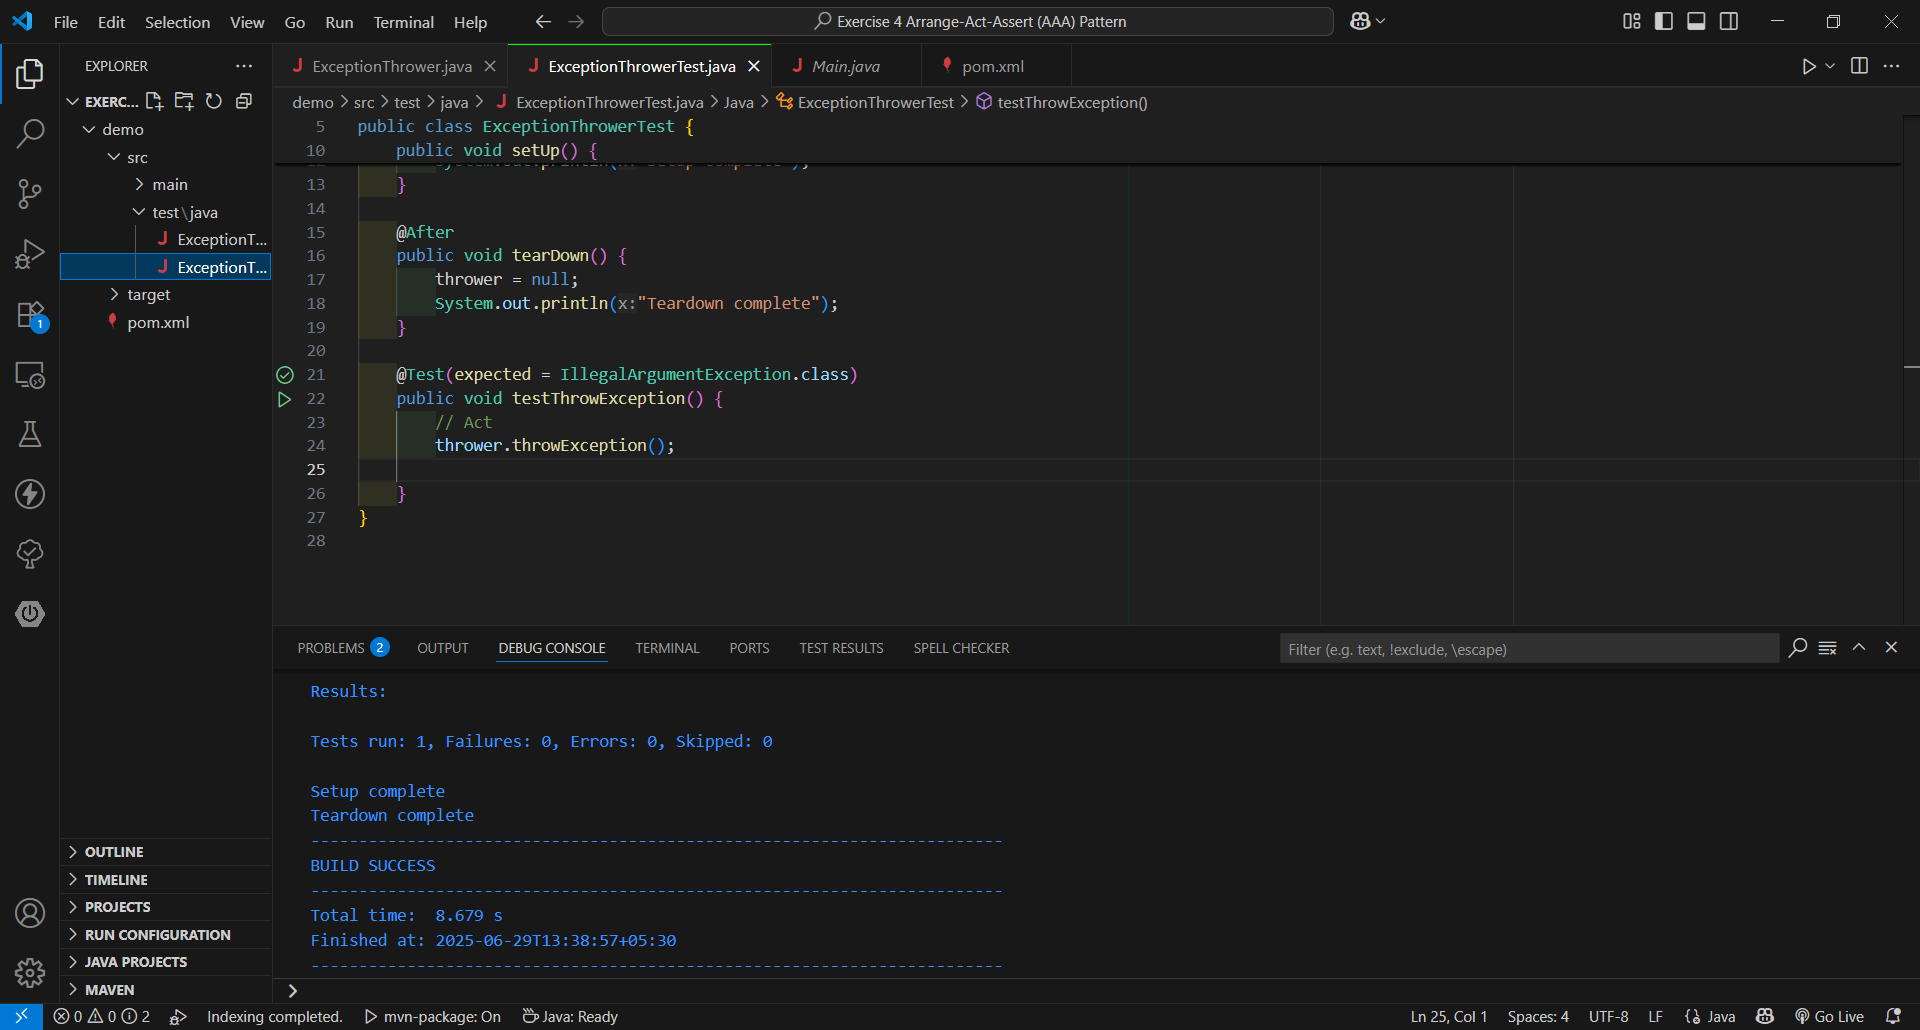 File Edit Selection View Go Run Terminal Help
Exercise 4 Arrange-Act-Assert (AAA) Pattern
EXPLORER
EXERC...
demo
src
main
test\java
ExceptionT...
ExceptionT...
target
pom.xml
OUTLINE
TIMELINE
PROJECTS
RUN CONFIGURATION
JAVA PROJECTS
MAVEN
1
ExceptionThrower.java ExceptionThrowerTest.java Main.java pom.xml
demo > src > test > java > ExceptionThrowerTest.java > Java > ExceptionThrowerTest > testThrowException()
5 public class ExceptionThrowerTest {
10 public void setUp() {
12 System.out.println(x: "Setup complete");
13 }
14
15 @After
16 public void tearDown() {
17 thrower = null;
18 System.out.println(x: "Teardown complete");
19 }
20
21 @Test(expected = IllegalArgumentException.class)
22 public void testThrowException() {
23 // Act
24 thrower.throwException();
25
26 }
27 }
28
PROBLEMS 2 OUTPUT DEBUG CONSOLE TERMINAL PORTS TEST RESULTS SPELL CHECKER
Filter (e.g. text, !exclude, \escape)
Results:
Tests run: 1, Failures: 0, Errors: 0, Skipped: 0
Setup complete
Teardown complete
------------------------------------------------------------------------
BUILD SUCCESS
------------------------------------------------------------------------
Total time:  8.679 s
Finished at: 2025-06-29T13:38:57+05:30
------------------------------------------------------------------------
0 0 2 Indexing completed. mvn-package: On Java: Ready
Ln 25, Col 1 Spaces: 4 UTF-8 LF {} Java Go Live